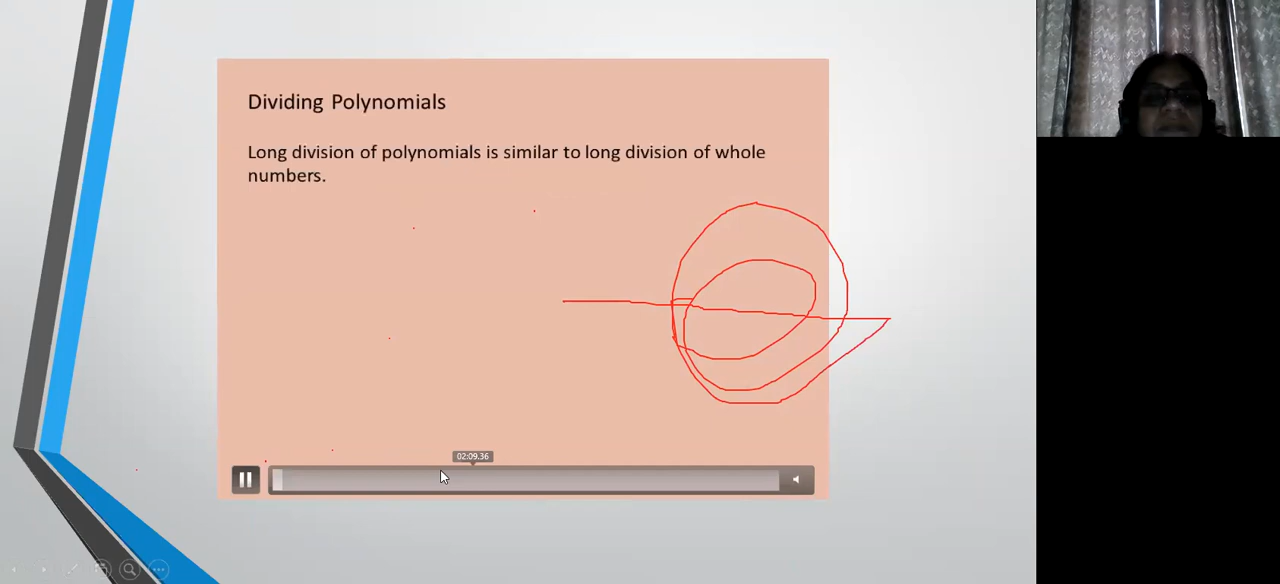 Dividing Polynomials
Long division of polynomials is similar to long division of whole
numbers.
02:09.36